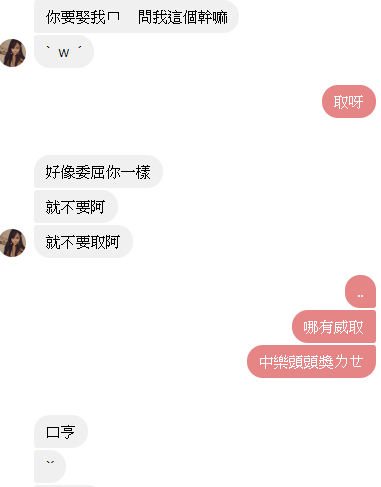 你要娶我ㄇ 問我這個幹嘛
ˋ w ˊ
取呀
好像委屈你一樣
就不要阿
就不要取阿
..
哪有威取
中樂頭頭獎ㄌㄝ
口亨
ˇˇ